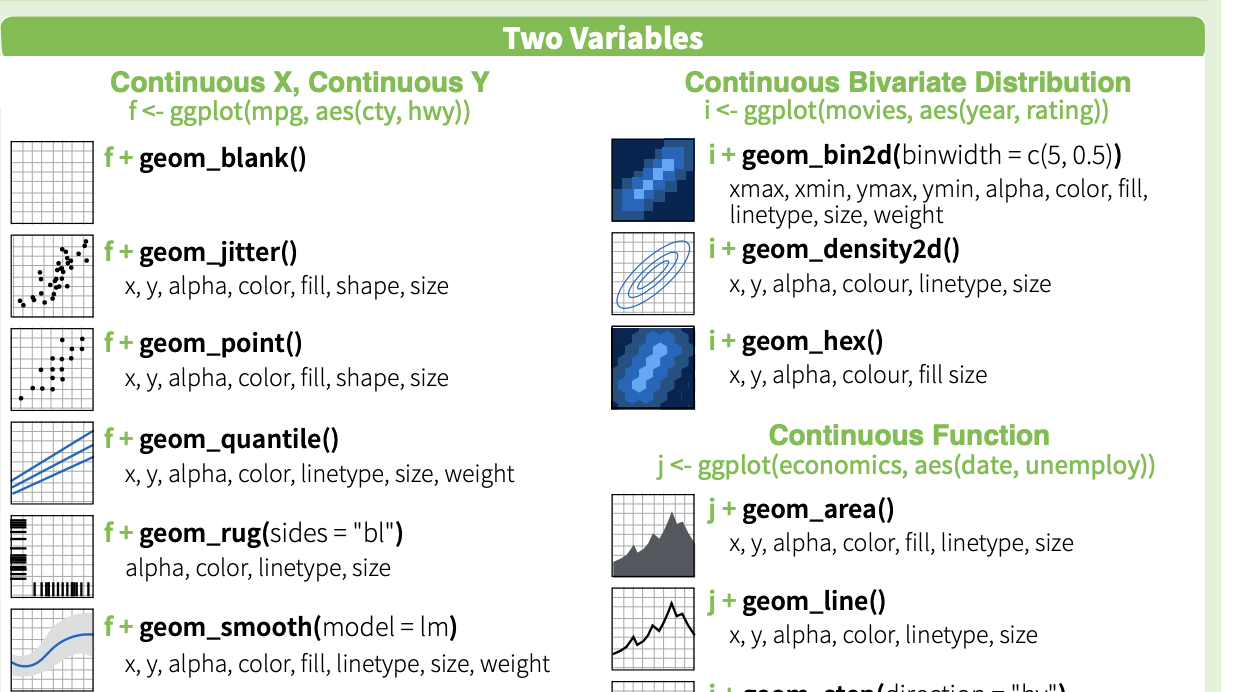 Two Variables
Continuous X, Continuous Y
f <- ggplot(mpg, aes(cty, hwy))
f + geom_blank()
f + geom_jitter()
x, y, alpha, color, fill, shape, size
f + geom_point()
x, y, alpha, color, fill, shape, size
f + geom_quantile()
x, y, alpha, color, linetype, size, weight
f + geom_rug(sides = "bl")
alpha, color, linetype, size
f + geom_smooth(model = lm)
x, y, alpha, color, fill, linetype, size, weight
Continuous Bivariate Distribution
i <- ggplot(movies, aes(year, rating))
i + geom_bin2d(binwidth = c(5, 0.5))
xmax, xmin, ymax, ymin, alpha, color, fill,
linetype, size, weight
i + geom_density2d()
x, y, alpha, colour, linetype, size
i + geom_hex()
x, y, alpha, colour, fill size
Continuous Function
j <- ggplot(economics, aes(date, unemploy))
j + geom_area()
x, y, alpha, color, fill, linetype, size
j + geom_line()
x, y, alpha, color, linetype, size
j + geom_step(direction = "hv")